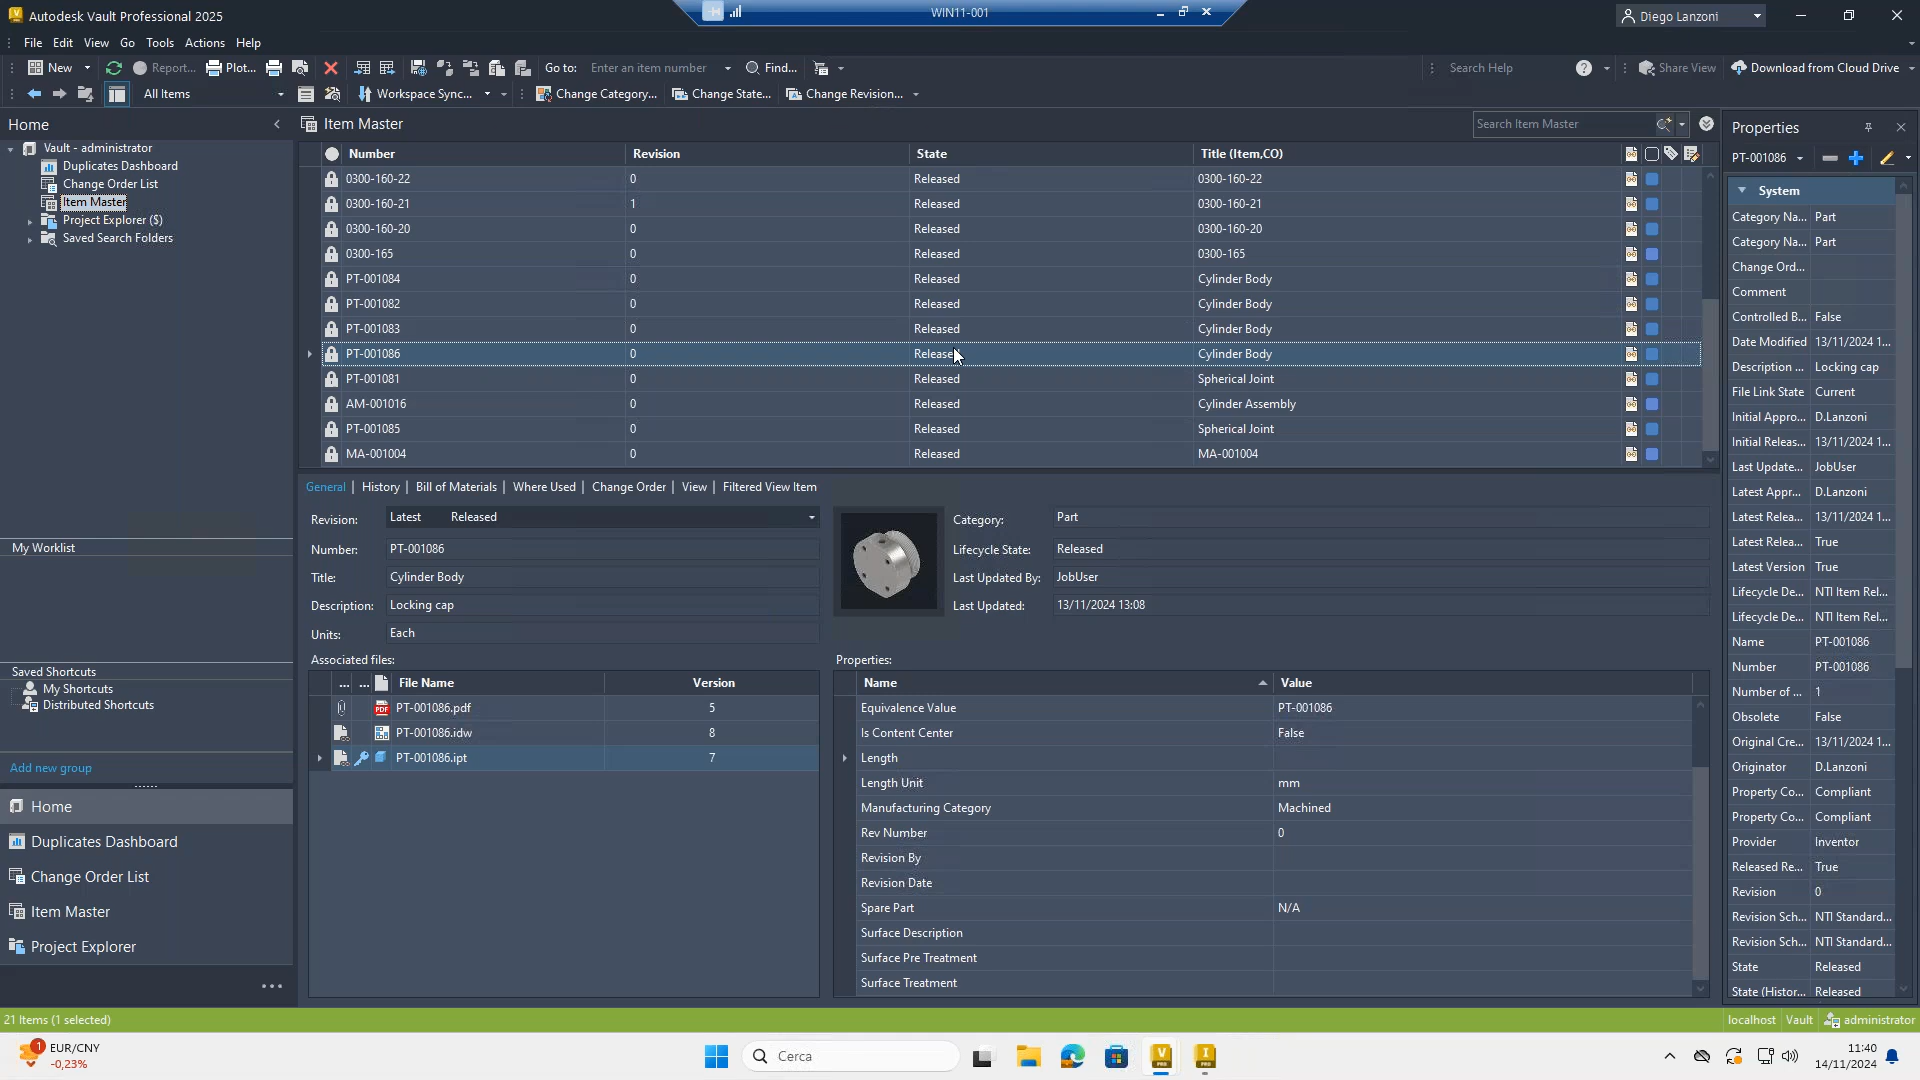 Autodesk Vault Professional 2025
WIN11-001
Diego Lanzoni
File Edit View Go Tools Actions Help
New Report... Plot... Go to: Enter an item number Find... Search Help Share View Download from Cloud Drive
All Items Workspace Sync... Change Category... Change State... Change Revision...
Home
Vault - administrator
Duplicates Dashboard
Change Order List
Item Master
Project Explorer ($)
Saved Search Folders
My Worklist
Saved Shortcuts
My Shortcuts
Distributed Shortcuts
Add new group
Home
Duplicates Dashboard
Change Order List
Item Master
Project Explorer
Item Master Search Item Master
Number Revision State Title (Item,CO)
0300-160-22 0 Released 0300-160-22
0300-160-21 1 Released 0300-160-21
0300-160-20 0 Released 0300-160-20
0300-165 0 Released 0300-165
PT-001084 0 Released Cylinder Body
PT-001082 0 Released Cylinder Body
PT-001083 0 Released Cylinder Body
PT-001086 0 Released Cylinder Body
PT-001081 0 Released Spherical Joint
AM-001016 0 Released Cylinder Assembly
PT-001085 0 Released Spherical Joint
MA-001004 0 Released MA-001004
General | History | Bill of Materials | Where Used | Change Order | View | Filtered View Item
Revision: Latest Released
Number: PT-001086
Title: Cylinder Body
Description: Locking cap
Units: Each
Category: Part
Lifecycle State: Released
Last Updated By: JobUser
Last Updated: 13/11/2024 13:08
Associated files:
... ... File Name Version
PDF PT-001086.pdf 5
PT-001086.idw 8
PT-001086.ipt 7
Properties:
Name Value
Equivalence Value PT-001086
Is Content Center False
Length
Length Unit mm
Manufacturing Category Machined
Rev Number 0
Revision By
Revision Date
Spare Part N/A
Surface Description
Surface Pre Treatment
Surface Treatment
Properties
PT-001086
System
Category Na... Part
Category Na... Part
Change Ord...
Comment
Controlled B... False
Date Modified 13/11/2024 1...
Description ... Locking cap
File Link State Current
Initial Appro... D.Lanzoni
Initial Releas... 13/11/2024 1...
Last Update... JobUser
Latest Appr... D.Lanzoni
Latest Relea... 13/11/2024 1...
Latest Relea... True
Latest Version True
Lifecycle De... NTI Item Rel...
Lifecycle De... NTI Item Rel...
Name PT-001086
Number PT-001086
Number of ... 1
Obsolete False
Original Cre... 13/11/2024 1...
Originator D.Lanzoni
Property Co... Compliant
Property Co... Compliant
Provider Inventor
Released Re... True
Revision 0
Revision Sch... NTI Standard...
Revision Sch... NTI Standard...
State Released
State (Histor... Released
21 Items (1 selected) localhost Vault administrator
1 EUR/CNY
-0,23%
Cerca
11:40
14/11/2024